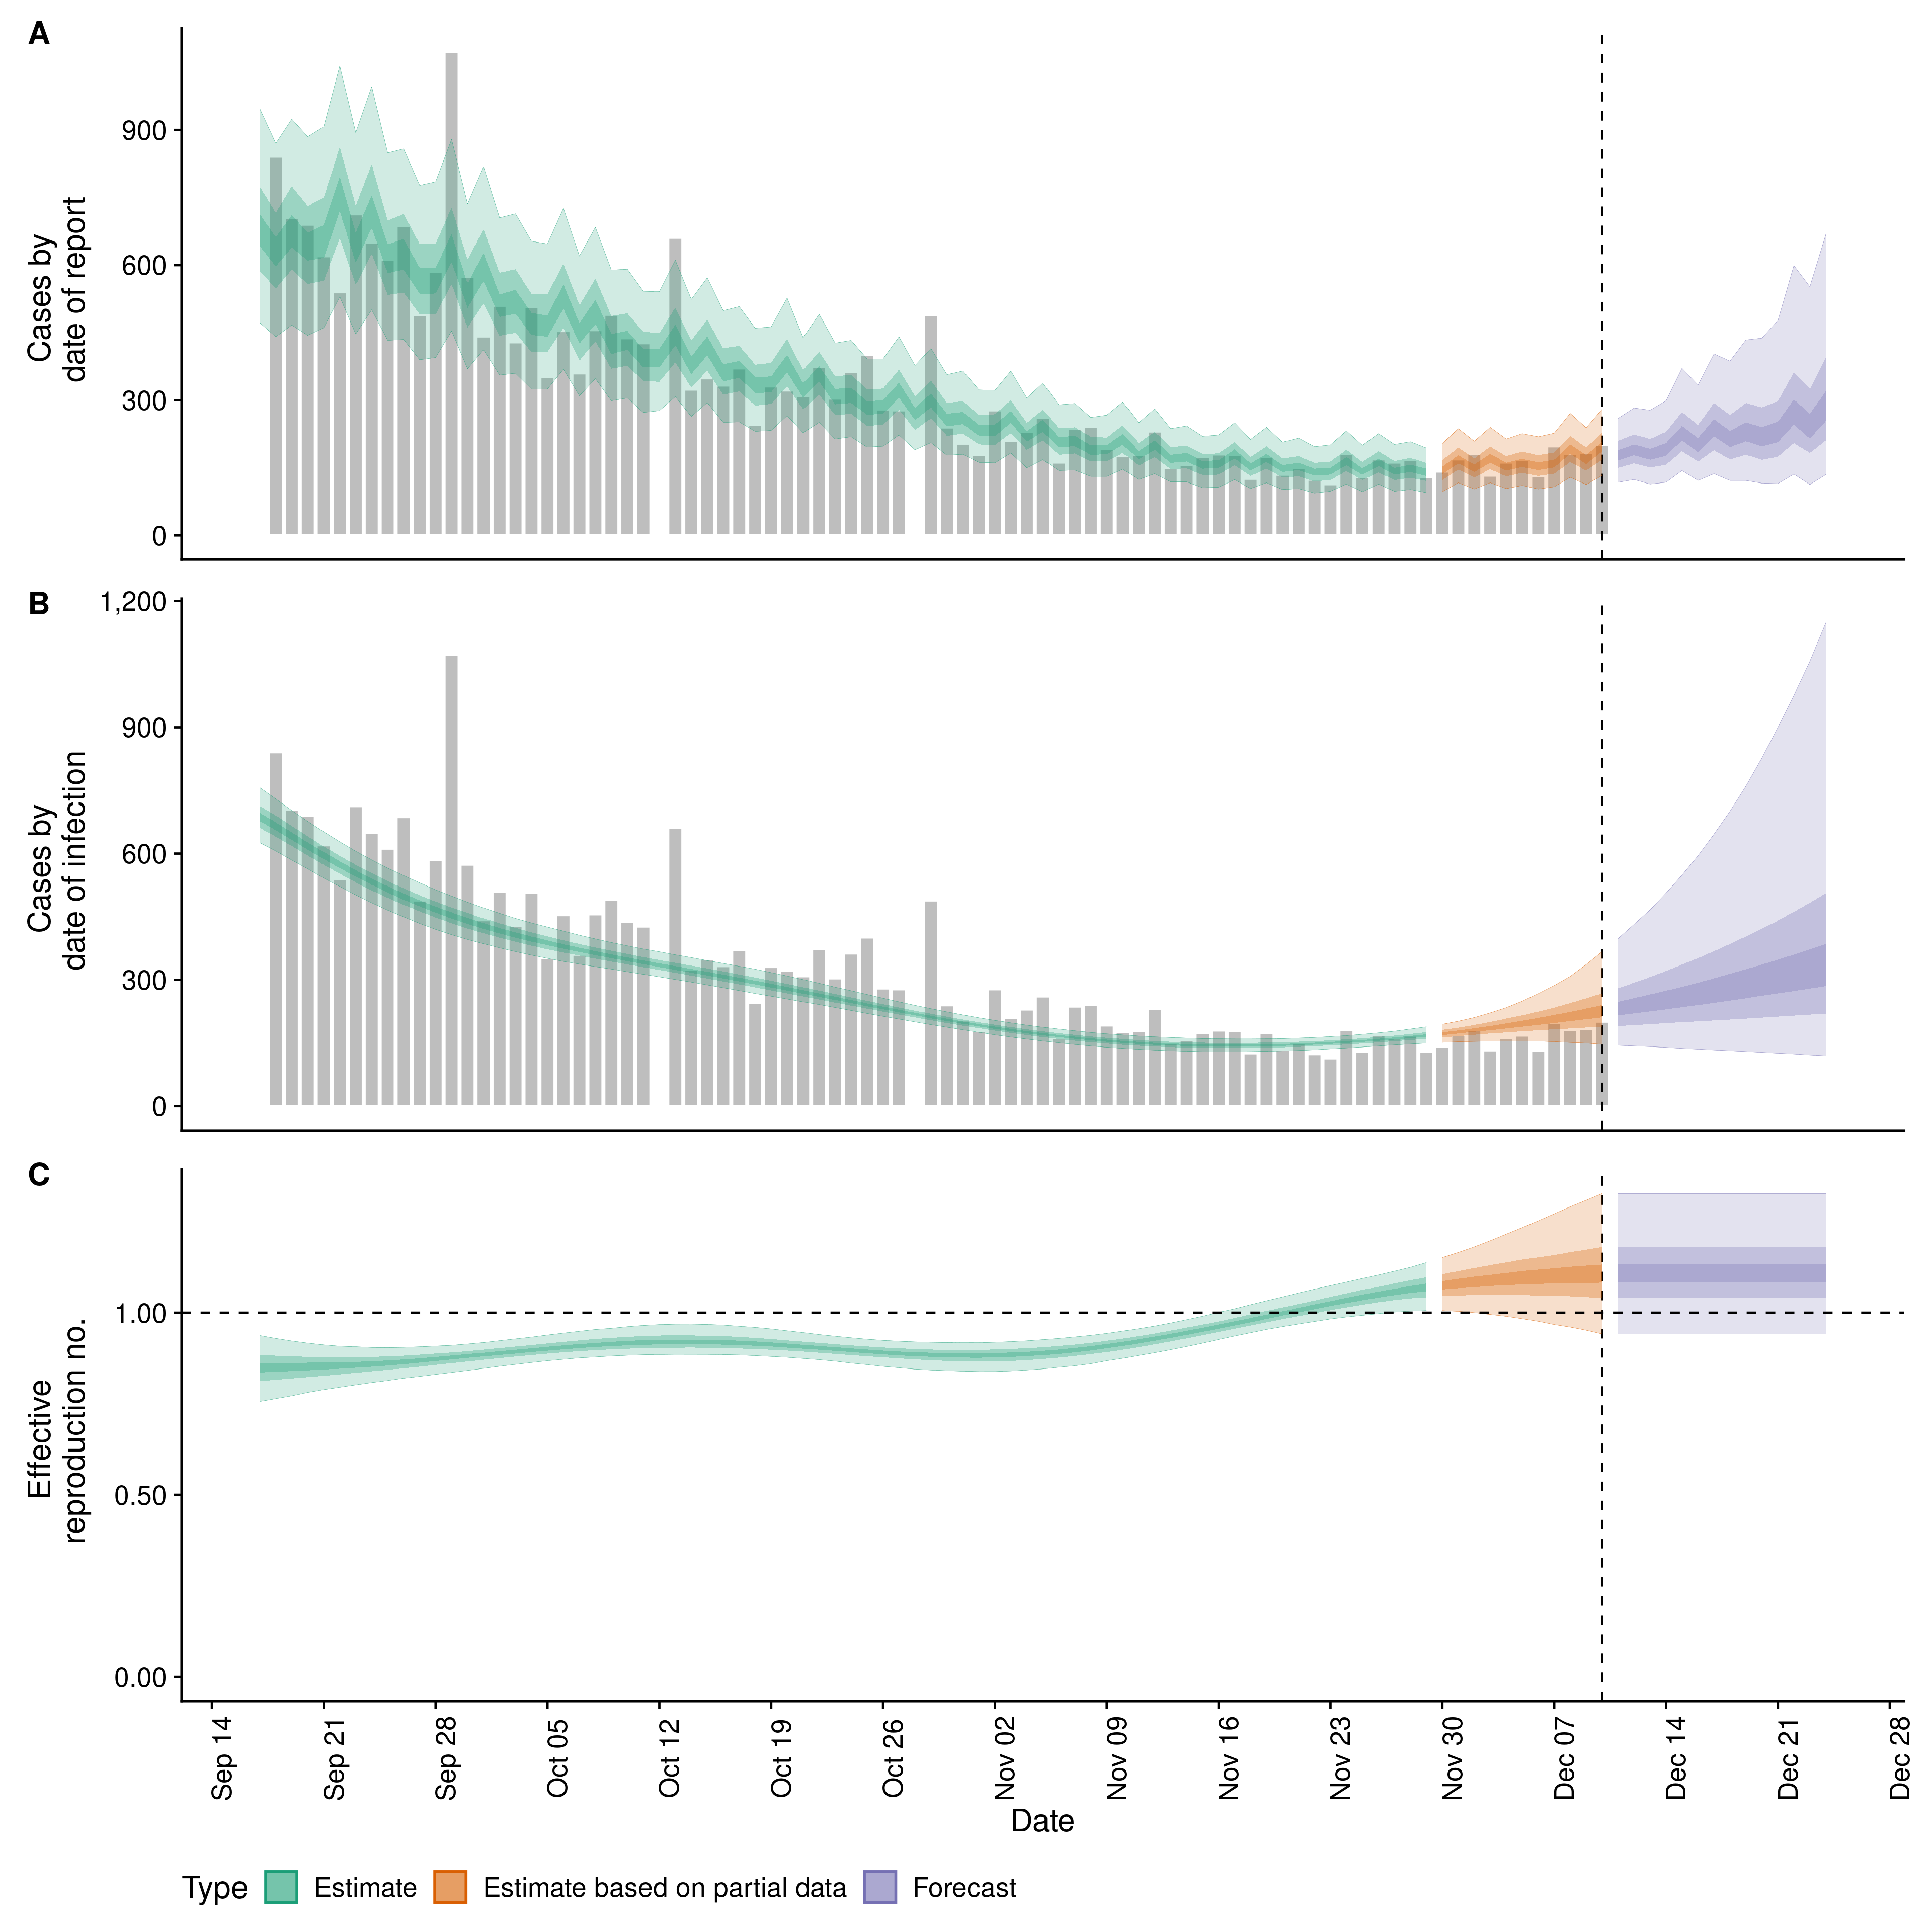 A
Cases by
date of report
900
600
300
0
B
Cases by
date of infection
1,200
900
600
300
0
C
Effective
reproduction no.
1.00
0.50
0.00
Sep 14
Sep 21
Sep 28
Oct 05
Oct 12
Oct 19
Oct 26
Nov 02
Nov 09
Nov 16
Nov 23
Nov 30
Dec 07
Dec 14
Dec 21
Dec 28
Date
Type Estimate Estimate based on partial data Forecast